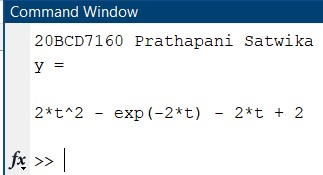 Command Window
20BCD7160 Prathapani Satwika
y =
2*t^2 - exp(-2*t) - 2*t + 2
fx >>